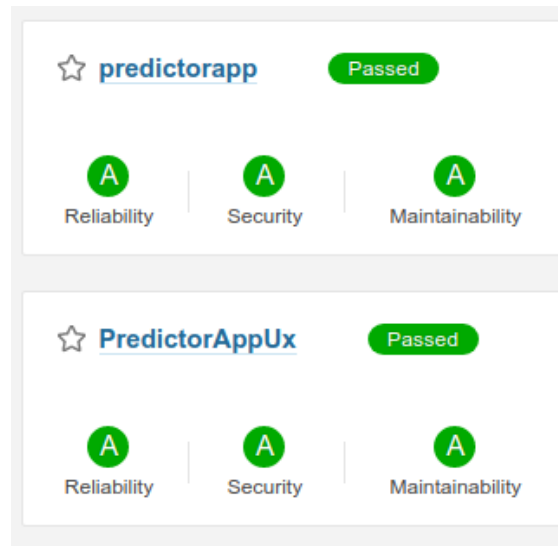 predictorapp Passed
A A A
Reliability Security Maintainability
PredictorAppUx Passed
A A A
Reliability Security Maintainability